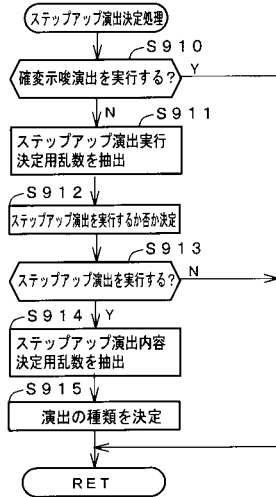 ステップアップ演出決定処理
S910
確変示唆演出を実行する?
Y
N
S911
ステップアップ演出実行
決定用乱数を抽出
S912
ステップアップ演出を実行するか否か決定
S913
ステップアップ演出を実行する?
N
Y
S914
ステップアップ演出内容
決定用乱数を抽出
S915
演出の種類を決定
RET